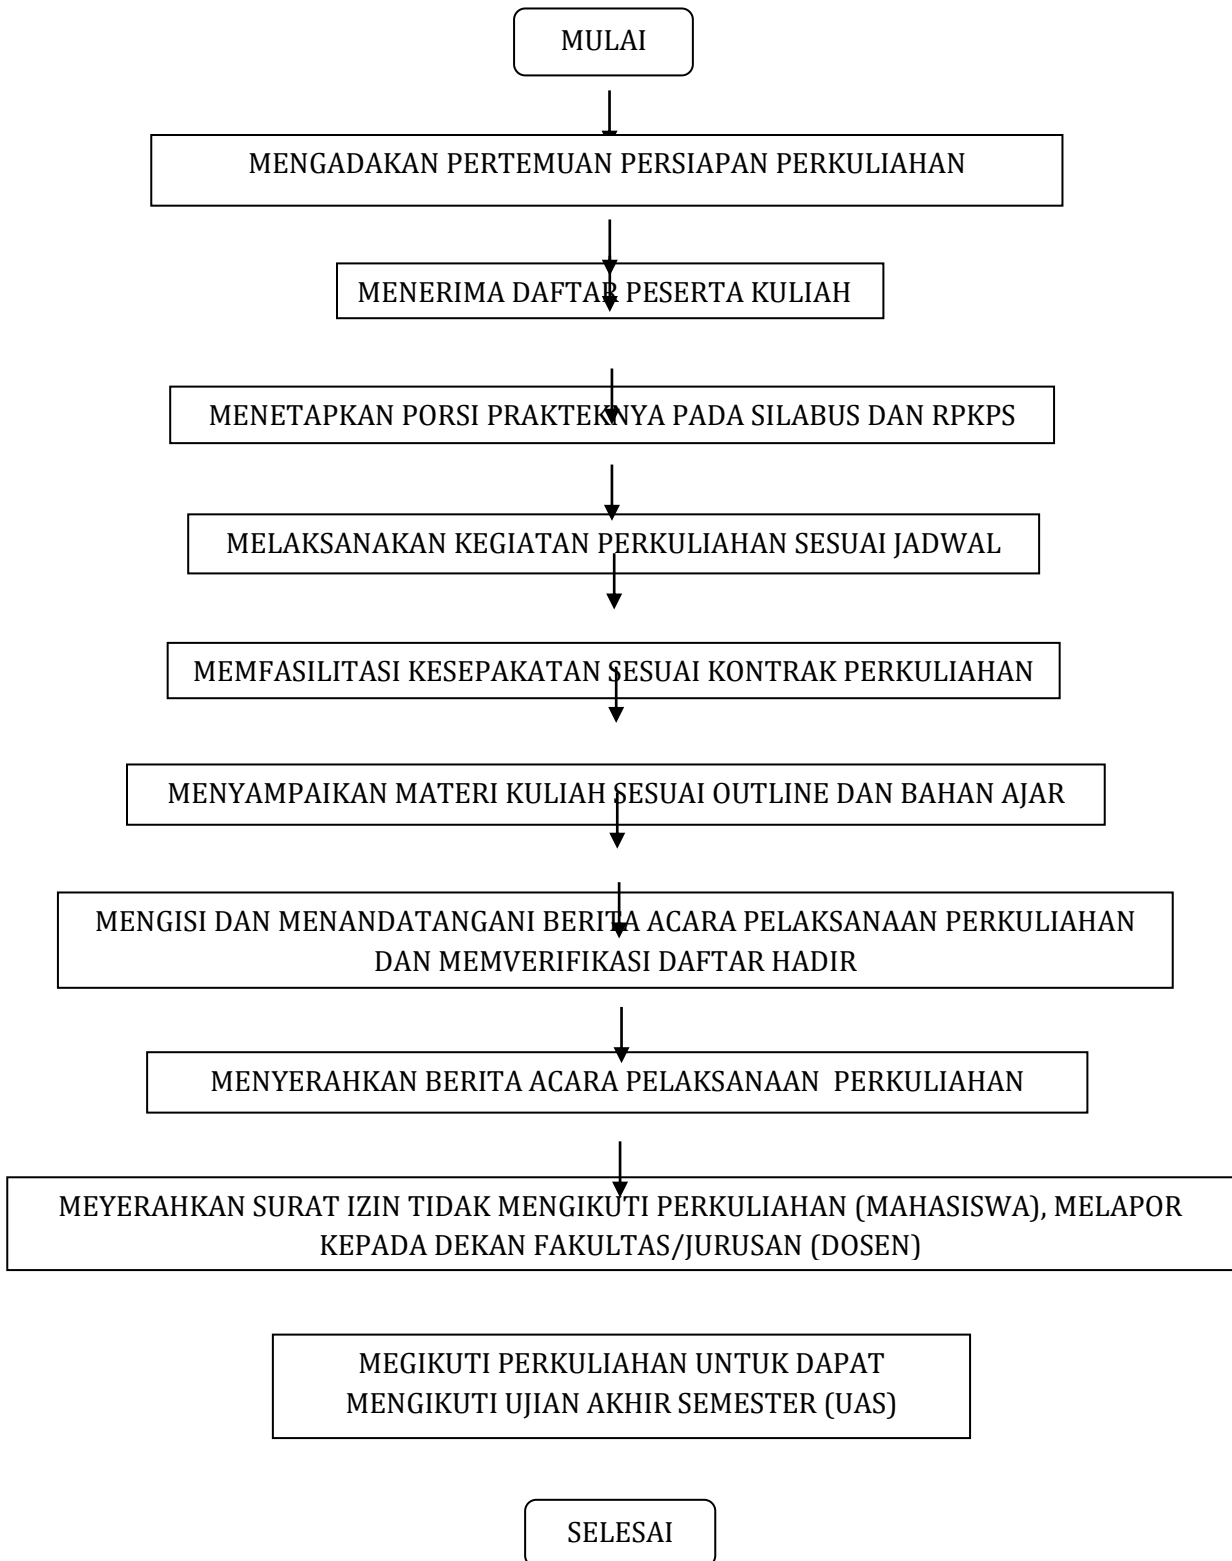 MULAI
MENGADAKAN PERTEMUAN PERSIAPAN PERKULIAHAN
MENERIMA DAFTAR PESERTA KULIAH
MENETAPKAN PORSI PRAKTEKNYA PADA SILABUS DAN RPKPS
MELAKSANAKAN KEGIATAN PERKULIAHAN SESUAI JADWAL
MEMFASILITASI KESEPAKATAN SESUAI KONTRAK PERKULIAHAN
MENYAMPAIKAN MATERI KULIAH SESUAI OUTLINE DAN BAHAN AJAR
MENGISI DAN MENANDATANGANI BERITA ACARA PELAKSANAAN PERKULIAHAN
DAN MEMVERIFIKASI DAFTAR HADIR
MENYERAHKAN BERITA ACARA PELAKSANAAN PERKULIAHAN
MEYERAHKAN SURAT IZIN TIDAK MENGIKUTI PERKULIAHAN (MAHASISWA), MELAPOR
KEPADA DEKAN FAKULTAS/JURUSAN (DOSEN)
MEGIKUTI PERKULIAHAN UNTUK DAPAT
MENGIKUTI UJIAN AKHIR SEMESTER (UAS)
SELESAI